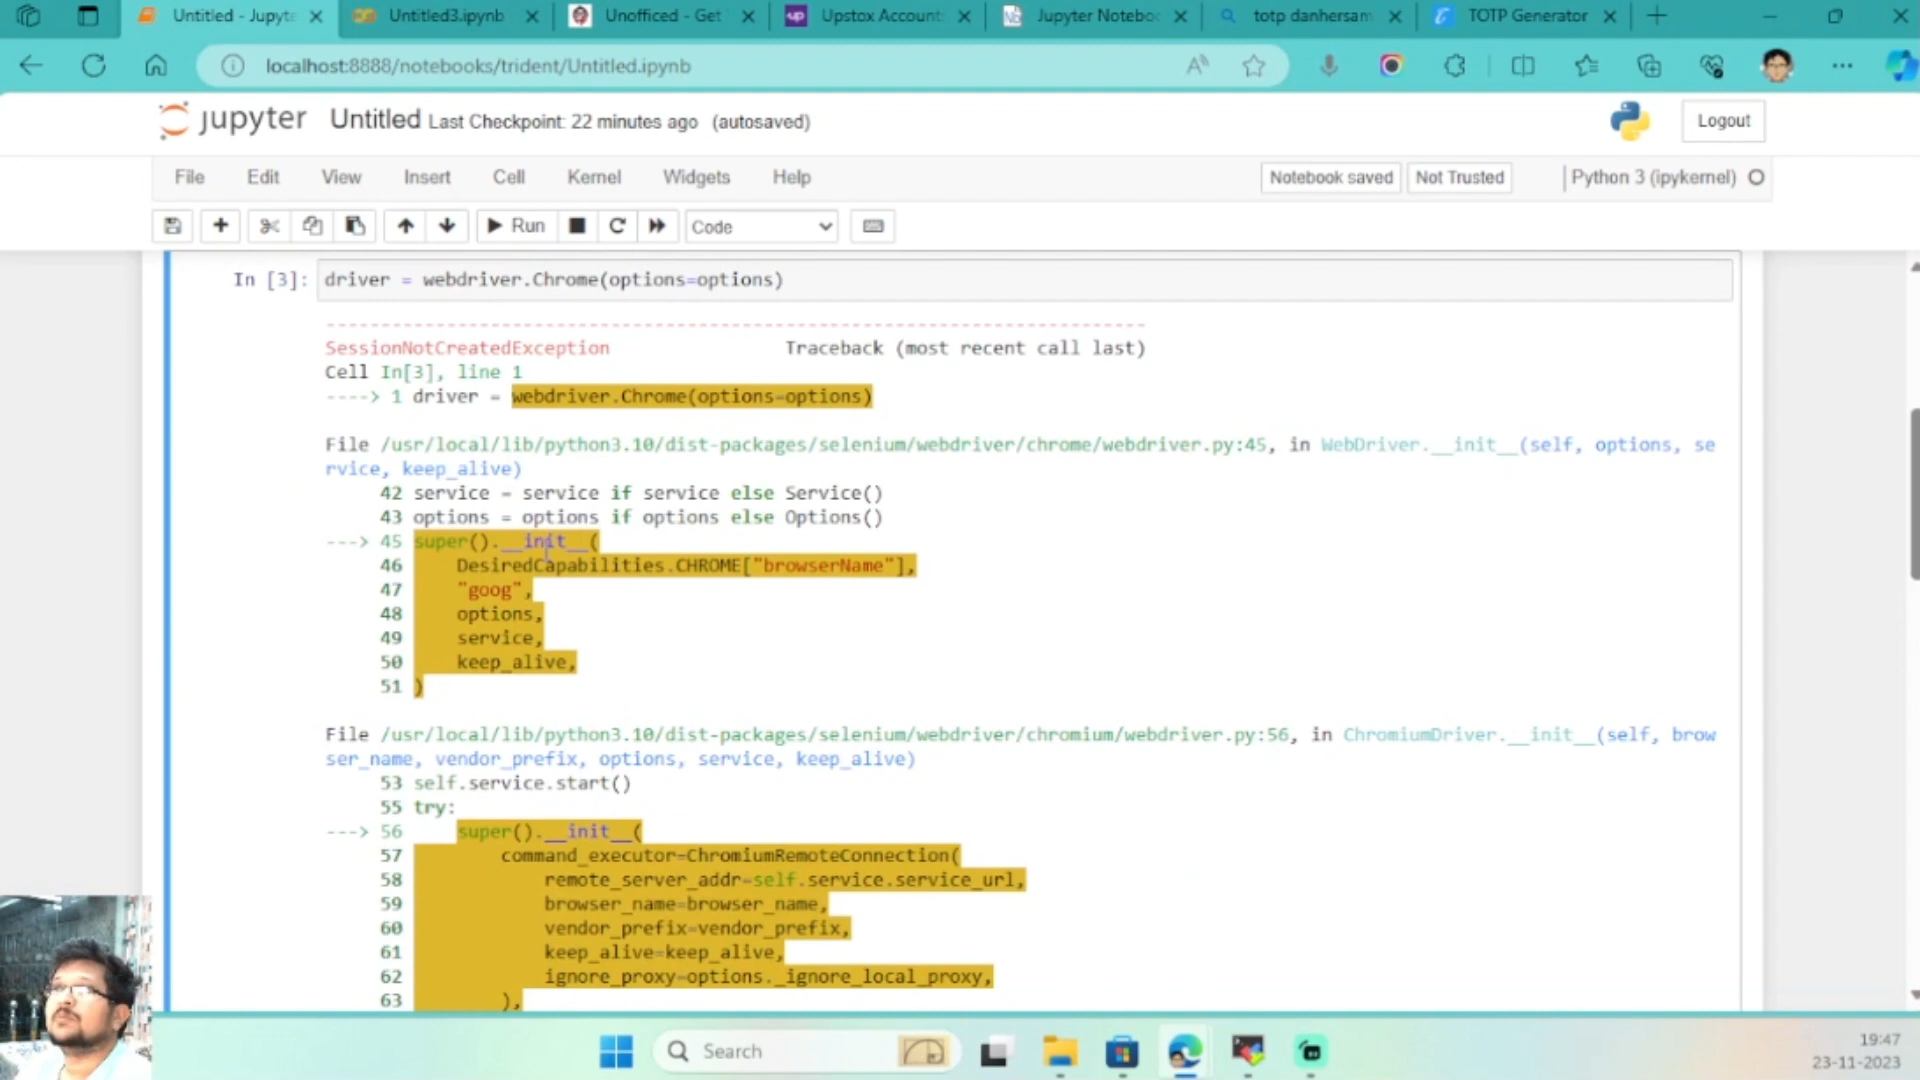 Untitled - Jupyte
Untitled3.ipynb
Unofficed - Get
Upstox Account
Jupyter Noteboo
totp danhersam
TOTP Generator
localhost:8888/notebooks/trident/Untitled.ipynb
jupyter Untitled Last Checkpoint: 22 minutes ago (autosaved)
Logout
File Edit View Insert Cell Kernel Widgets Help
Notebook saved Not Trusted Python 3 (ipykernel)
Run Code
In [3]: driver = webdriver.Chrome(options=options)
---------------------------------------------------------------------------
SessionNotCreatedException Traceback (most recent call last)
Cell In[3], line 1
----> 1 driver = webdriver.Chrome(options=options)
File /usr/local/lib/python3.10/dist-packages/selenium/webdriver/chrome/webdriver.py:45, in WebDriver.__init__(self, options, se
rvice, keep_alive)
42 service = service if service else Service()
43 options = options if options else Options()
---> 45 super().__init__(
46 DesiredCapabilities.CHROME["browserName"],
47 "goog",
48 options,
49 service,
50 keep_alive,
51 )
File /usr/local/lib/python3.10/dist-packages/selenium/webdriver/chromium/webdriver.py:56, in ChromiumDriver.__init__(self, brow
ser_name, vendor_prefix, options, service, keep_alive)
53 self.service.start()
55 try:
---> 56 super().__init__(
57 command_executor=ChromiumRemoteConnection(
58 remote_server_addr=self.service.service_url,
59 browser_name=browser_name,
60 vendor_prefix=vendor_prefix,
61 keep_alive=keep_alive,
62 ignore_proxy=options._ignore_local_proxy,
63 ),
Search
19:47
23-11-2023